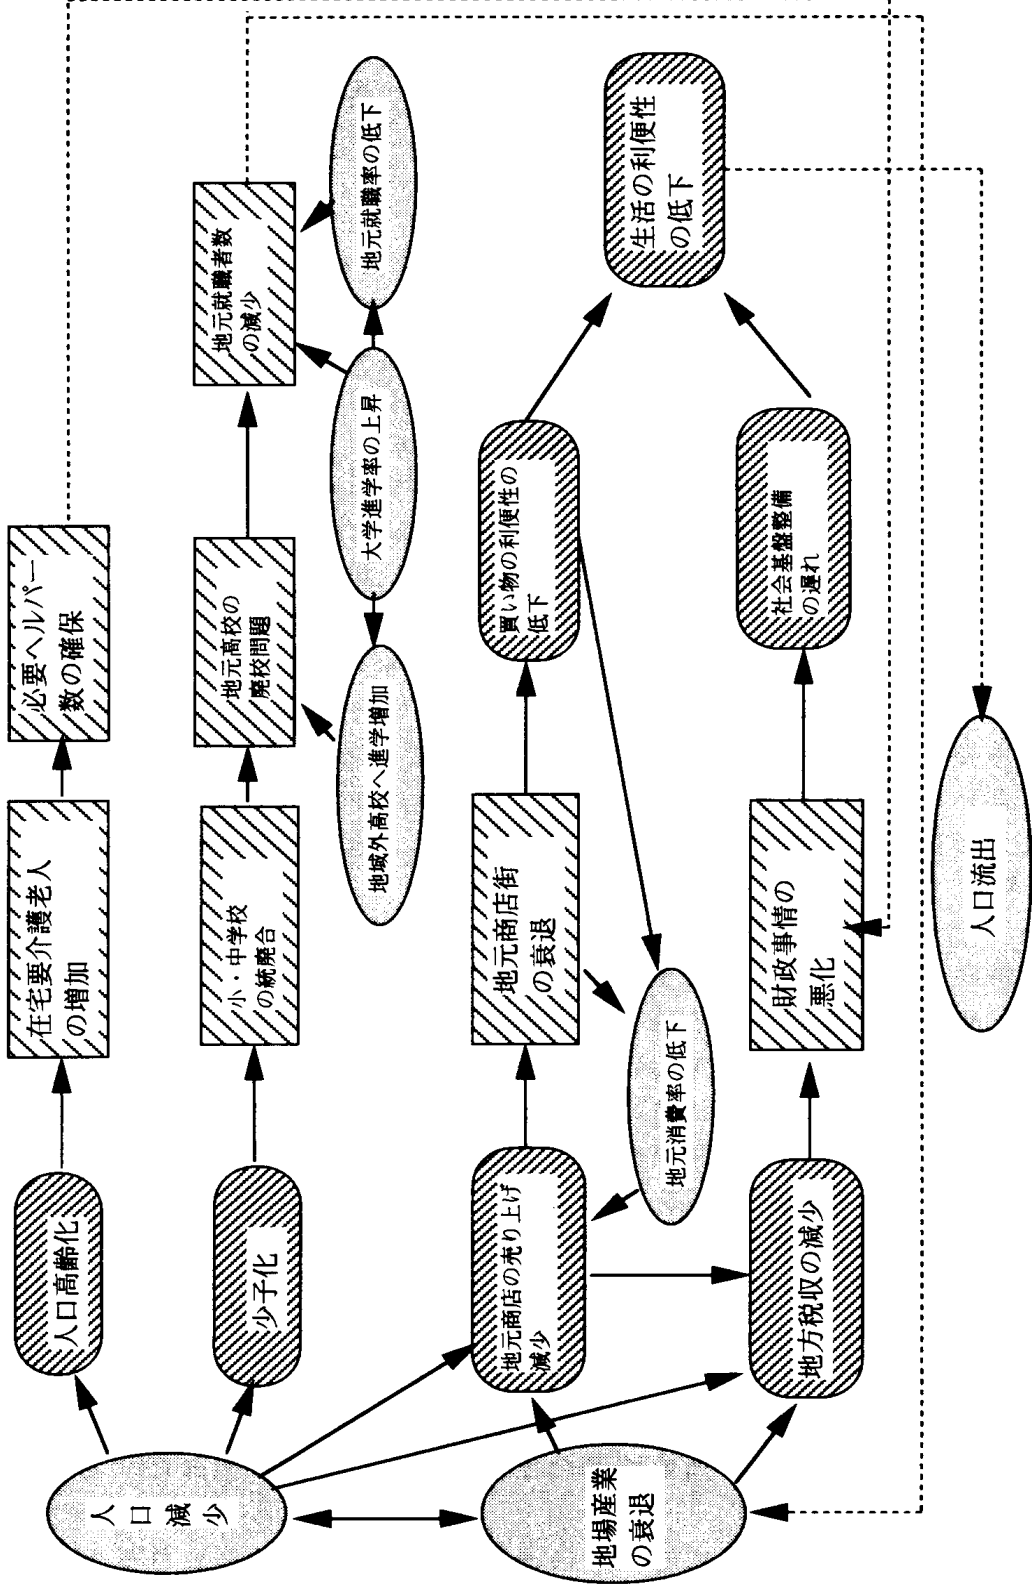 人口減少
人口高齢化
在宅要介護老人
の増加
必要ヘルパー
数の確保
少子化
小・中学校
の統廃合
地元高校の
廃校問題
地元就職者数
の減少
地域外高校へ進学増加
大学進学率の上昇
地元就職率の低下
地場産業
の衰退
地元商店の売り上げ
減少
地元商店街
の衰退
買い物の利便性の
低下
生活の利便性
の低下
地元消費率の低下
地方税収の減少
財政事情の
悪化
社会基盤整備
の遅れ
人口流出